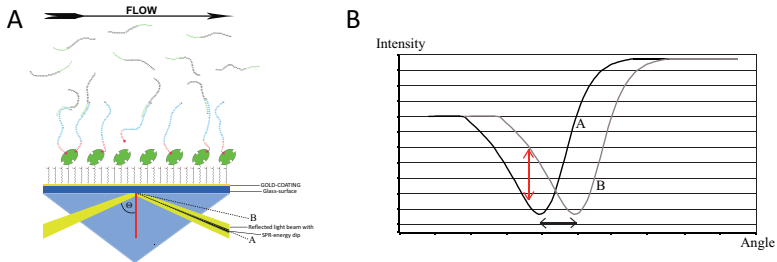 A
FLOW
GOLD-COATING
Glass-surface
Θ
B
Reflected light beam with
SPR-energy dip
A
B
Intensity
A
B
Angle